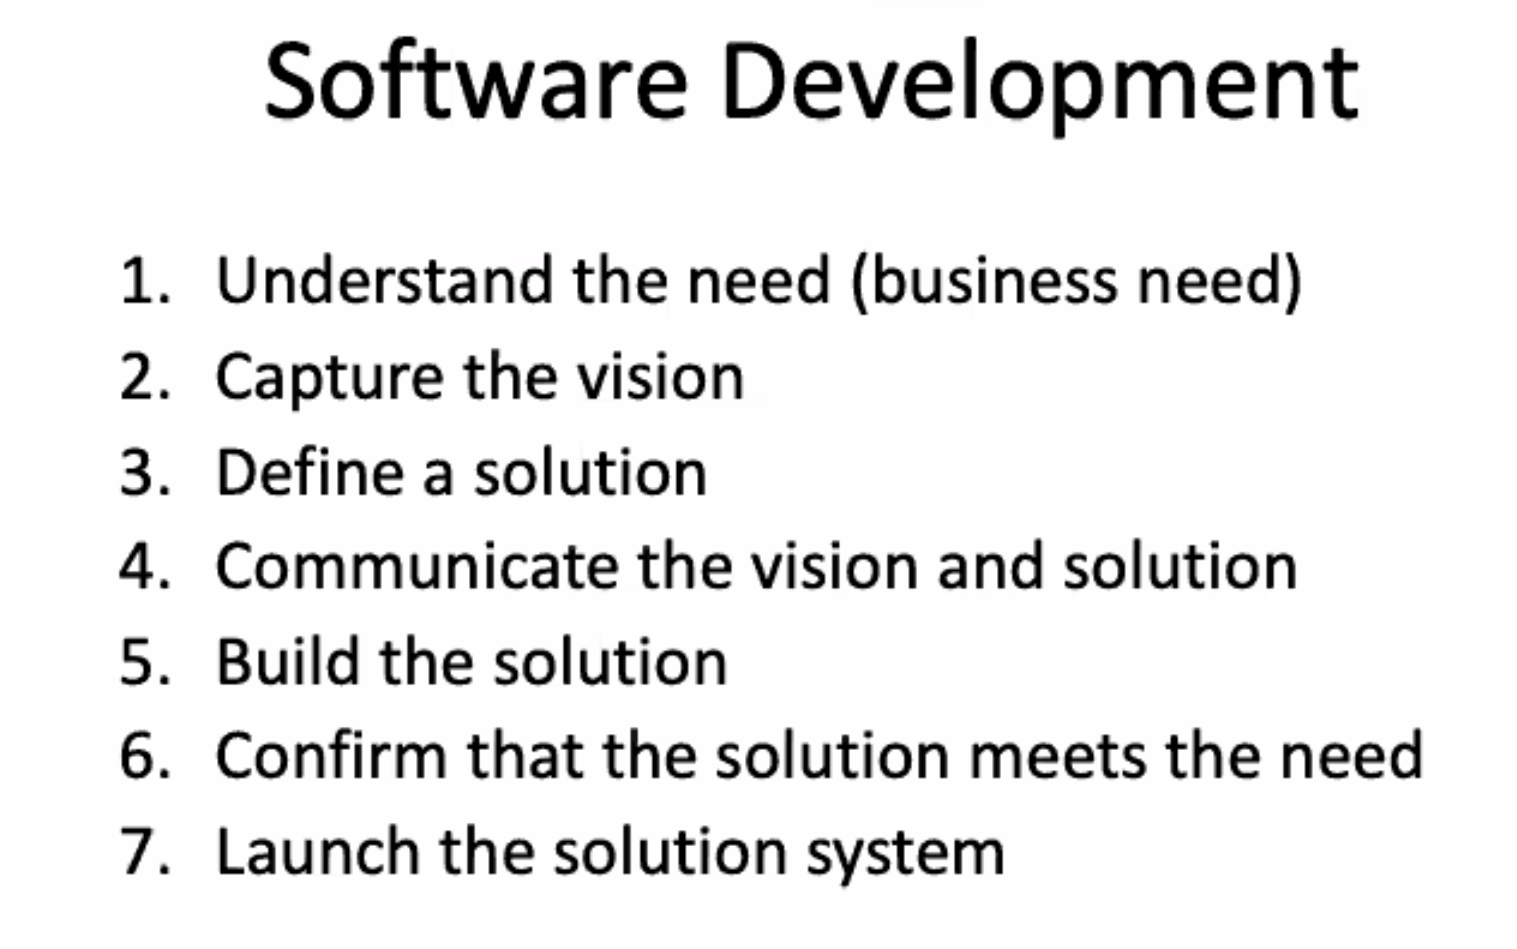 Software Development
1. Understand the need (business need)
2. Capture the vision
3. Define a solution
4. Communicate the vision and solution
5. Build the solution
6. Confirm that the solution meets the need
7. Launch the solution system